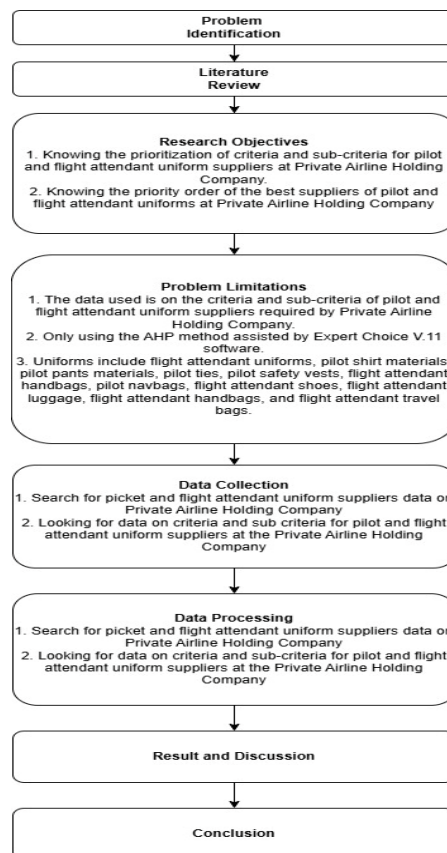 Problem
Identification
Literature
Review
Research Objectives
1. Knowing the prioritization of criteria and sub-criteria for pilot
and flight attendant uniform suppliers at Private Airline Holding
Company.
2. Knowing the priority order of the best suppliers of pilot and
flight attendant uniforms at Private Airline Holding Company
Problem Limitations
1. The data used is on the criteria and sub-criteria of pilot and
flight attendant uniform suppliers required by Private Airline
Holding Company.
2. Only using the AHP method assisted by Expert Choice V.11
software.
3. Uniforms include flight attendant uniforms, pilot shirt materials
pilot pants materials, pilot ties, pilot safety vests, flight attendant
handbags, pilot navbags, flight attendant shoes, flight attendant
luggage, flight attendant handbags, and flight attendant travel
bags.
Data Collection
1. Search for picket and flight attendant uniform suppliers data on
Private Airline Holding Company
2. Looking for data on criteria and sub criteria for pilot and flight
attendant uniform suppliers at the Private Airline Holding
Company
Data Processing
1. Search for picket and flight attendant uniform suppliers data on
Private Airline Holding Company
2. Looking for data on criteria and sub-criteria for pilot and flight
attendant uniform suppliers at the Private Airline Holding
Company
Result and Discussion
Conclusion